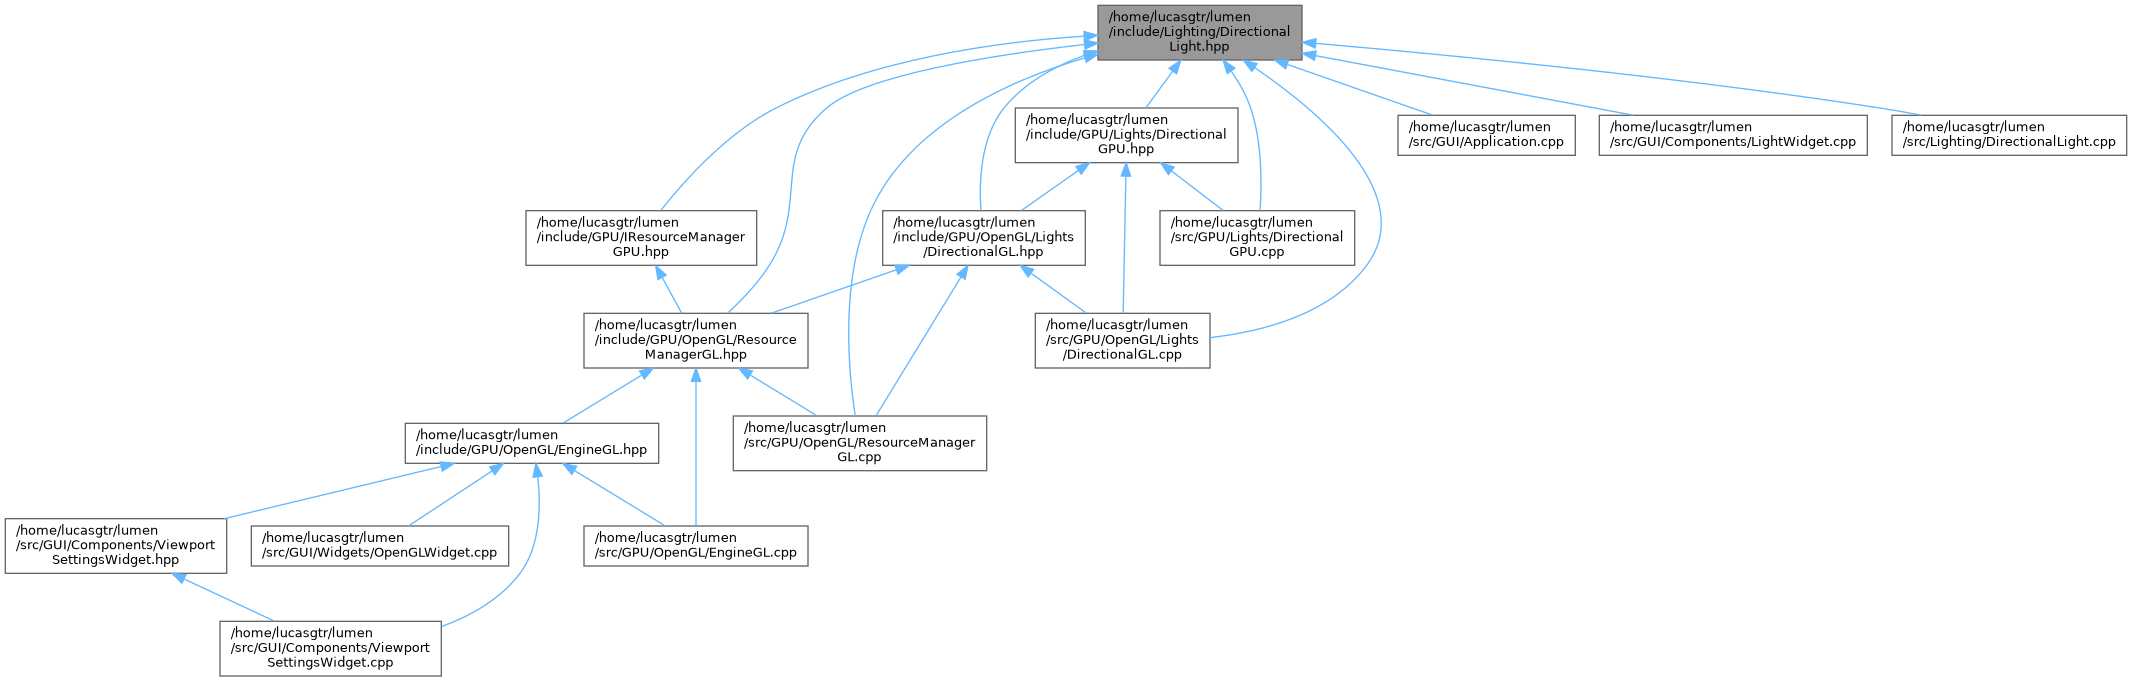 /home/lucasgtr/lumen
/include/Lighting/Directional
Light.hpp
/home/lucasgtr/lumen
/include/GPU/Lights/Directional
GPU.hpp
/home/lucasgtr/lumen
/src/GUI/Application.cpp
/home/lucasgtr/lumen
/src/GUI/Components/LightWidget.cpp
/home/lucasgtr/lumen
/src/Lighting/DirectionalLight.cpp
/home/lucasgtr/lumen
/include/GPU/IResourceManager
GPU.hpp
/home/lucasgtr/lumen
/include/GPU/OpenGL/Lights
/DirectionalGL.hpp
/home/lucasgtr/lumen
/src/GPU/Lights/Directional
GPU.cpp
/home/lucasgtr/lumen
/include/GPU/OpenGL/Resource
ManagerGL.hpp
/home/lucasgtr/lumen
/src/GPU/OpenGL/Lights
/DirectionalGL.cpp
/home/lucasgtr/lumen
/include/GPU/OpenGL/EngineGL.hpp
/home/lucasgtr/lumen
/src/GPU/OpenGL/ResourceManager
GL.cpp
/home/lucasgtr/lumen
/src/GUI/Components/Viewport
SettingsWidget.hpp
/home/lucasgtr/lumen
/src/GUI/Widgets/OpenGLWidget.cpp
/home/lucasgtr/lumen
/src/GPU/OpenGL/EngineGL.cpp
/home/lucasgtr/lumen
/src/GUI/Components/Viewport
SettingsWidget.cpp